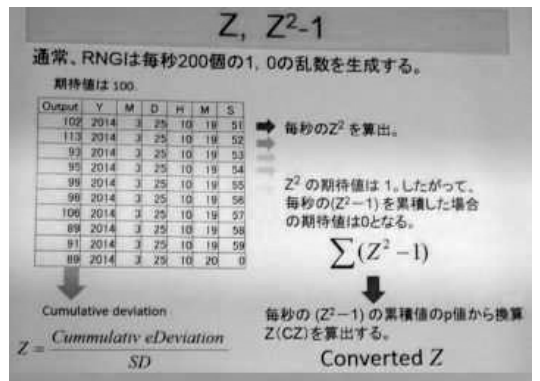 Z, Z²-1
通常、RNGは毎秒200個の1, 0の乱数を生成する。
期待値は 100.
Output Y M D H M S
102 2014 3 25 10 19 51
113 2014 3 25 10 19 52
93 2014 3 25 10 19 53
95 2014 3 25 10 19 54
99 2014 3 25 10 19 55
98 2014 3 25 10 19 56
106 2014 3 25 10 19 57
89 2014 3 25 10 19 58
91 2014 3 25 10 19 59
89 2014 3 25 10 20 0
毎秒のZ² を算出。
Z² の期待値は 1。したがって、
毎秒の(Z²−1) を累積した場合
の期待値は0となる。
∑(Z² −1)
Cumulative deviation
Z = Cummulativ eDeviation / SD
毎秒の (Z²−1) の累積値のp値から換算
Z(CZ)を算出する。
Converted Z